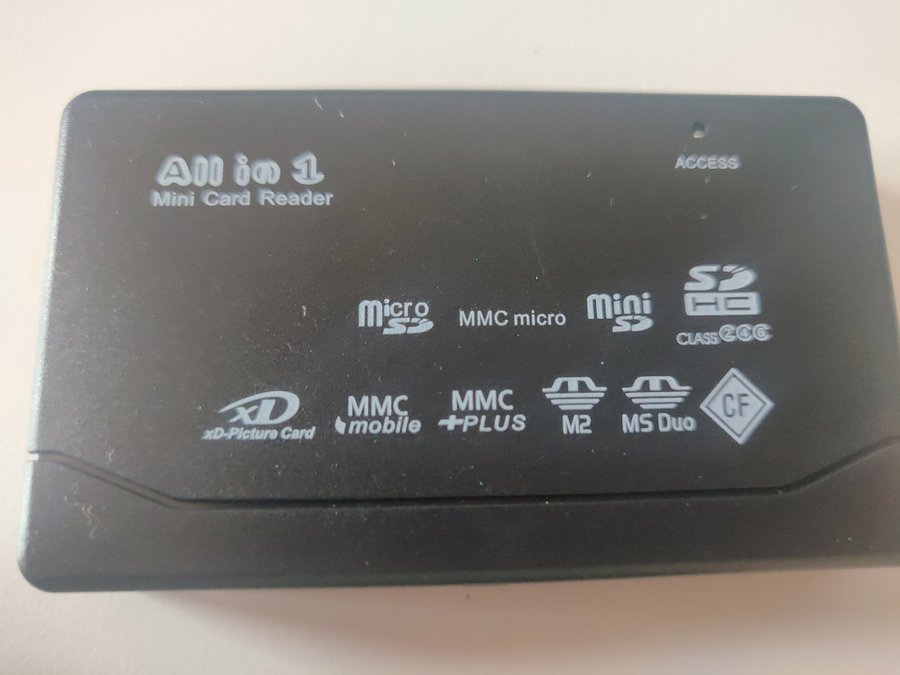 All in 1
Mini Card Reader
ACCESS
Micro SD
MMC micro
Mini SD
SD HC
CLASS 2 4 6
xD
xD-Picture Card
MMC mobile
MMC +PLUS
M2
MS Duo
CF